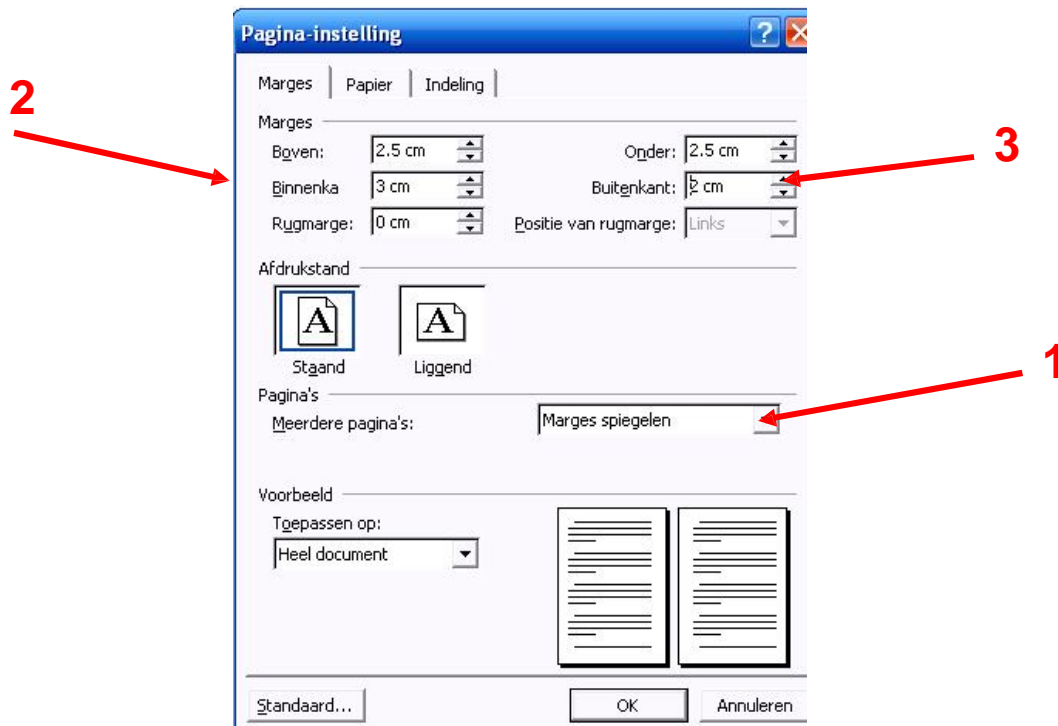 Pagina-instelling
Marges Papier Indeling
2
Marges
Boven: 2.5 cm Onder: 2.5 cm
3
Binnenka 3 cm Buitenkant: 2 cm
Rugmarge: 0 cm Positie van rugmarge: Links
Afdrukstand
A A
Staand Liggend
1
Pagina's
Meerdere pagina's: Marges spiegelen
Voorbeeld
Toepassen op:
Heel document
Standaard... OK Annuleren